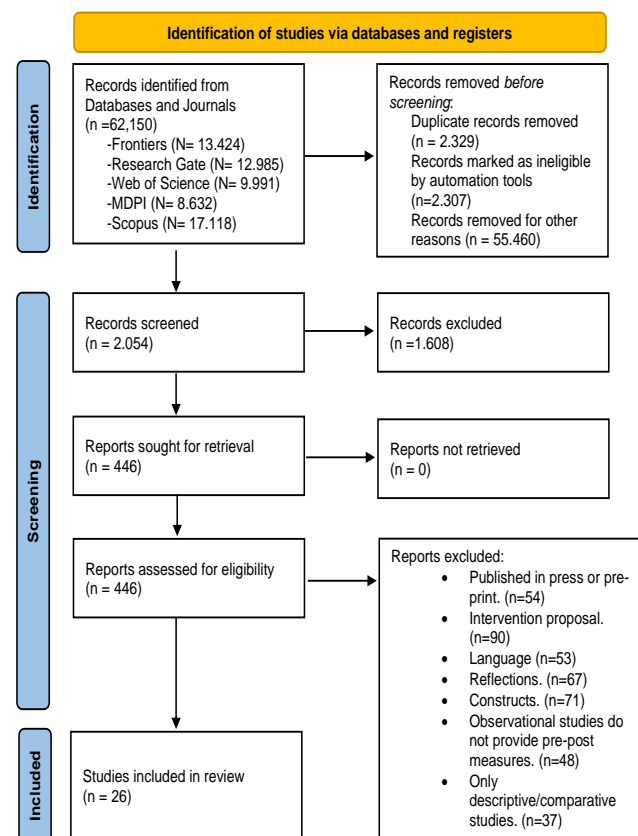 Identification of studies via databases and registers
Identification
Records identified from
Databases and Journals
(n =62,150)
-Frontiers (N= 13.424)
-Research Gate (N= 12.985)
-Web of Science (N= 9.991)
-MDPI (N= 8.632)
-Scopus (N= 17.118)
Records removed before
screening:
Duplicate records removed
(n = 2.329)
Records marked as ineligible
by automation tools
(n=2.307)
Records removed for other
reasons (n = 55.460)
Screening
Records screened
(n = 2.054)
Records excluded
(n =1.608)
Reports sought for retrieval
(n = 446)
Reports not retrieved
(n = 0)
Reports assessed for eligibility
(n = 446)
Reports excluded:
• Published in press or pre-
print. (n=54)
• Intervention proposal.
(n=90)
• Language (n=53)
• Reflections. (n=67)
• Constructs. (n=71)
• Observational studies do
not provide pre-post
measures. (n=48)
• Only
descriptive/comparative
studies. (n=37)
Included
Studies included in review
(n = 26)